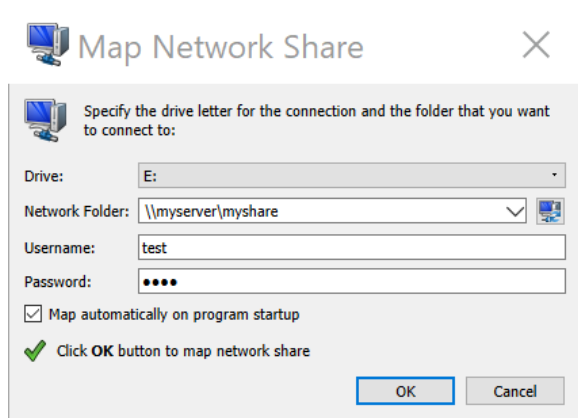 Map Network Share
Specify the drive letter for the connection and the folder that you want
to connect to:
Drive: E:
Network Folder: \\myserver\myshare
Username: test
Password: ●●●●
Map automatically on program startup
Click OK button to map network share
OK Cancel